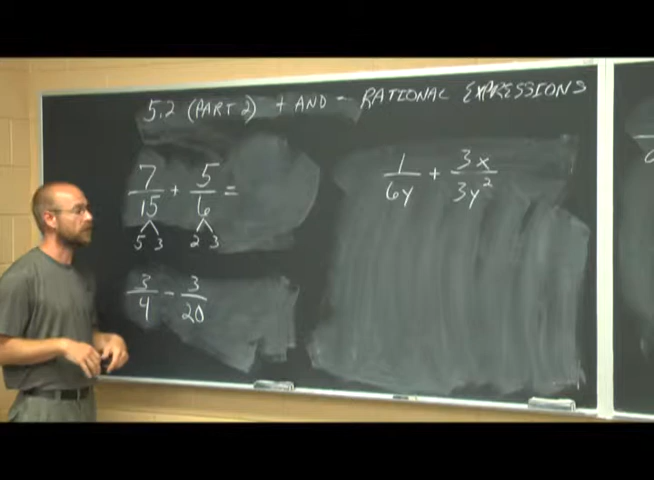 5.2 (PART 2) + AND - RATIONAL EXPRESSIONS
7/15 + 5/6 =
5 3 2 3
3/4 - 3/20
1/6y + 3x/3y²